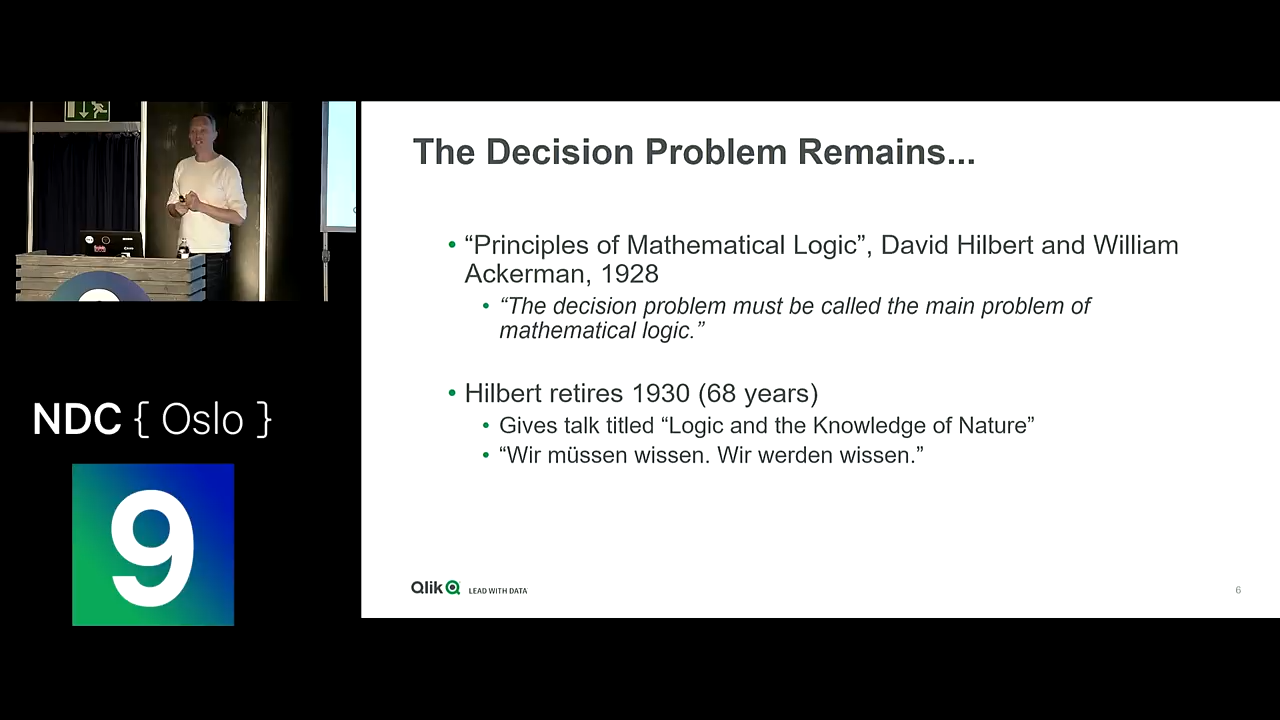 The Decision Problem Remains...
• “Principles of Mathematical Logic”, David Hilbert and William
Ackerman, 1928
• “The decision problem must be called the main problem of
mathematical logic.”
• Hilbert retires 1930 (68 years)
• Gives talk titled “Logic and the Knowledge of Nature”
• “Wir müssen wissen. Wir werden wissen.”
Qlik LEAD WITH DATA
6
NDC { Oslo }
9